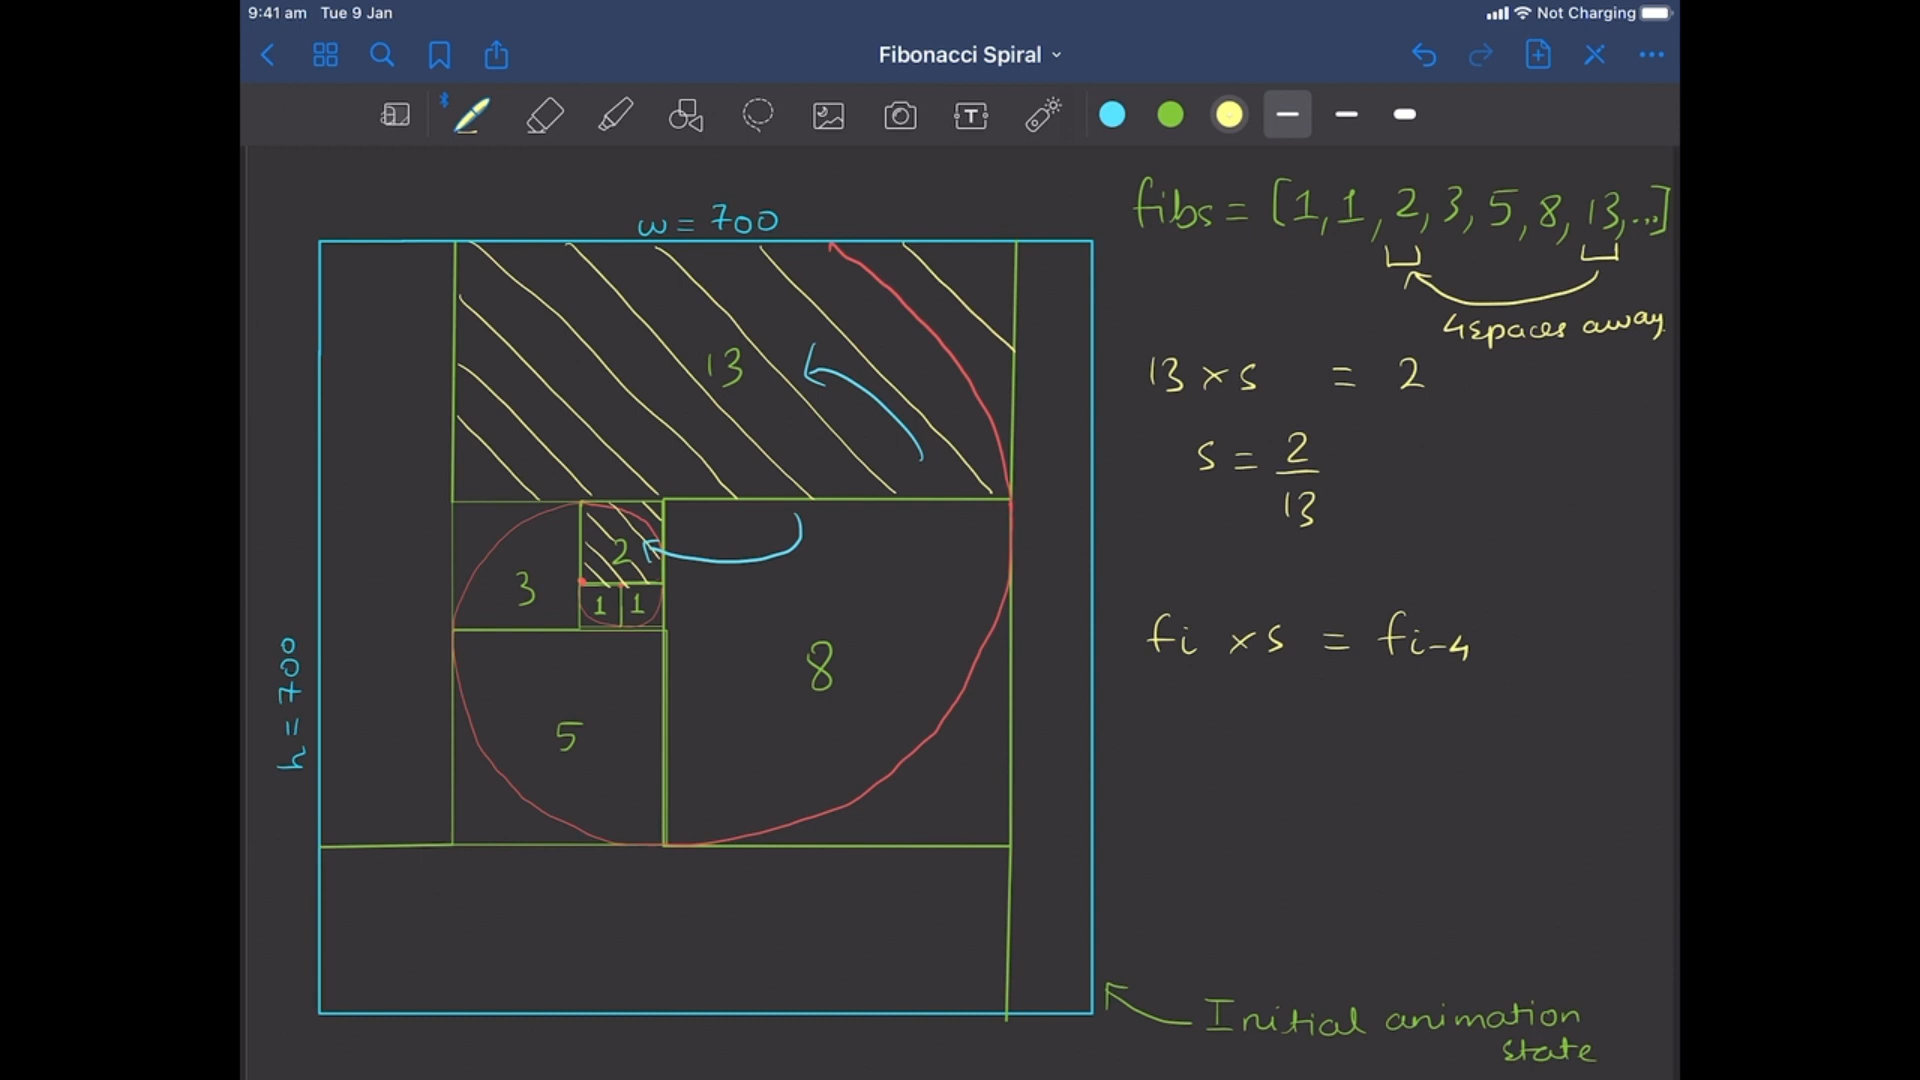 9:41 am Tue 9 Jan
Not Charging
Fibonacci Spiral
T
fibs = [1, 1, 2, 3, 5, 8, 13, ...]
4 spaces away
w = 700
h = 700
13
2
3
1 1
5
8
13 × s = 2
s = 2/13
fi × s = fi-4
Initial animation
state